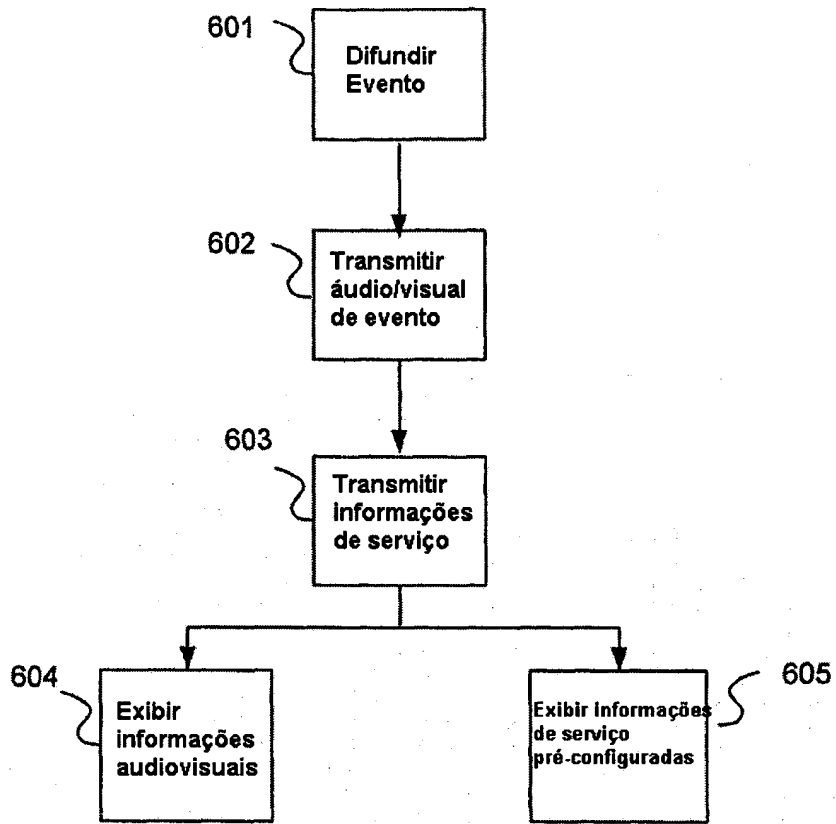 601
Difundir
Evento
602
Transmitir
áudio/visual
de evento
603
Transmitir
informações
de serviço
604
Exibir
informações
audiovisuais
605
Exibir informações
de serviço
pré-configuradas